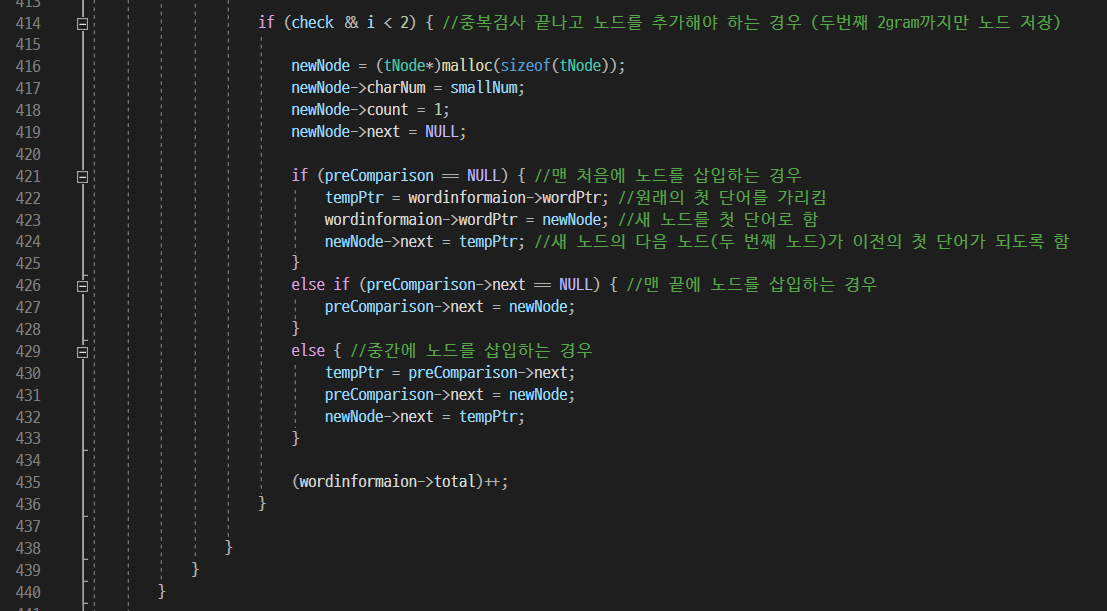 413
414 if (check && i < 2) { //중복검사 끝나고 노드를 추가해야 하는 경우 (두번째 2gram까지만 노드 저장)
415
416 newNode = (tNode*)malloc(sizeof(tNode));
417 newNode->charNum = smallNum;
418 newNode->count = 1;
419 newNode->next = NULL;
420
421 if (preComparison == NULL) { //맨 처음에 노드를 삽입하는 경우
422 tempPtr = wordinformaion->wordPtr; //원래의 첫 단어를 가리킴
423 wordinformaion->wordPtr = newNode; //새 노드를 첫 단어로 함
424 newNode->next = tempPtr; //새 노드의 다음 노드(두 번째 노드)가 이전의 첫 단어가 되도록 함
425 }
426 else if (preComparison->next == NULL) { //맨 끝에 노드를 삽입하는 경우
427 preComparison->next = newNode;
428 }
429 else { //중간에 노드를 삽입하는 경우
430 tempPtr = preComparison->next;
431 preComparison->next = newNode;
432 newNode->next = tempPtr;
433 }
434
435 (wordinformaion->total)++;
436 }
437
438 }
439 }
440 }
441